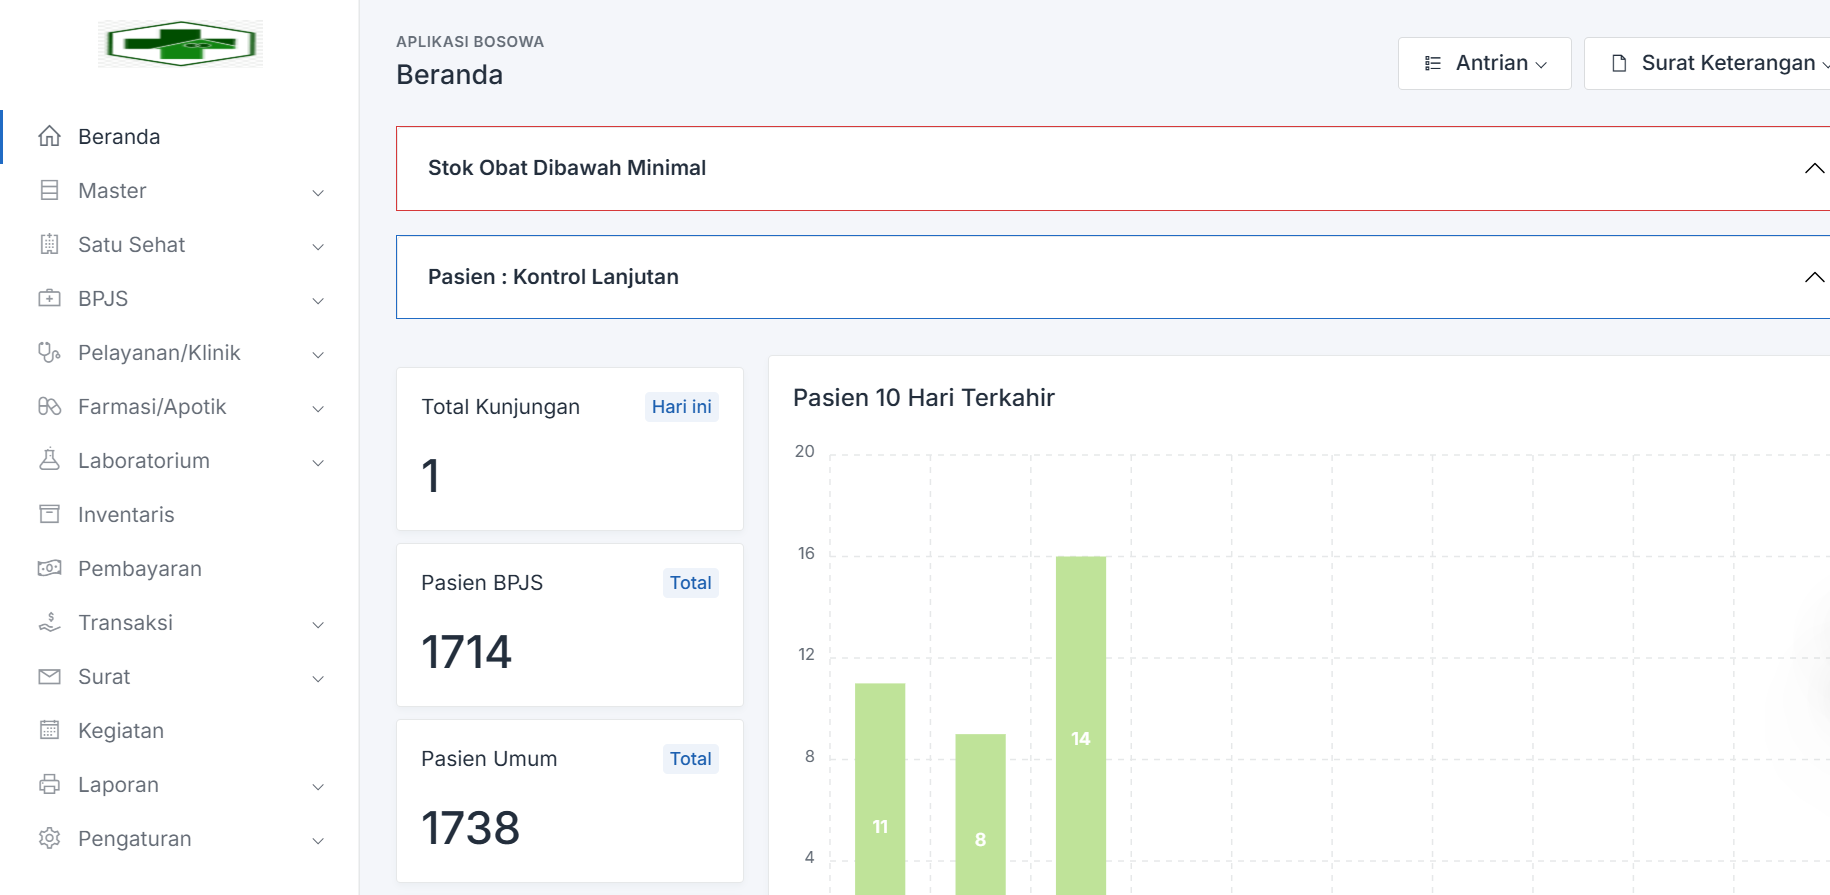 APLIKASI BOSOWA
Beranda
Antrian
Surat Keterangan
Beranda
Master
Satu Sehat
BPJS
Pelayanan/Klinik
Farmasi/Apotik
Laboratorium
Inventaris
Pembayaran
Transaksi
Surat
Kegiatan
Laporan
Pengaturan
Stok Obat Dibawah Minimal
Pasien : Kontrol Lanjutan
Total Kunjungan
Hari ini
1
Pasien BPJS
Total
1714
Pasien Umum
Total
1738
Pasien 10 Hari Terkahir
20
16
12
8
4
11
8
14